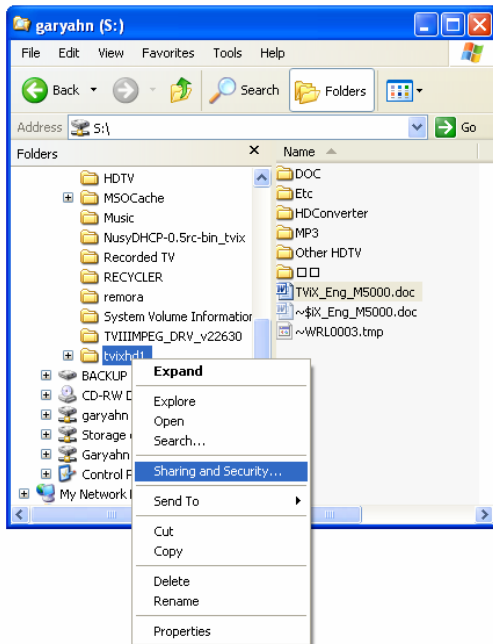 garyahn (S:)
File Edit View Favorites Tools Help
Back Search Folders
Address S:\ Go
Folders
HDTV
MSOCache
Music
NusyDHCP-0.5rc-bin_tvix
Recorded TV
RECYCLER
remora
System Volume Information
TVIIIMPEG_DRV_v22630
tvixhd1
BACKUP
CD-RW
garyahn
Storage
Garyahn
Control
My Network
Name
DOC
Etc
HDConverter
MP3
Other HDTV
□□
TViX_Eng_M5000.doc
~$iX_Eng_M5000.doc
~WRL0003.tmp
Expand
Explore
Open
Search...
Sharing and Security...
Send To
Cut
Copy
Delete
Rename
Properties